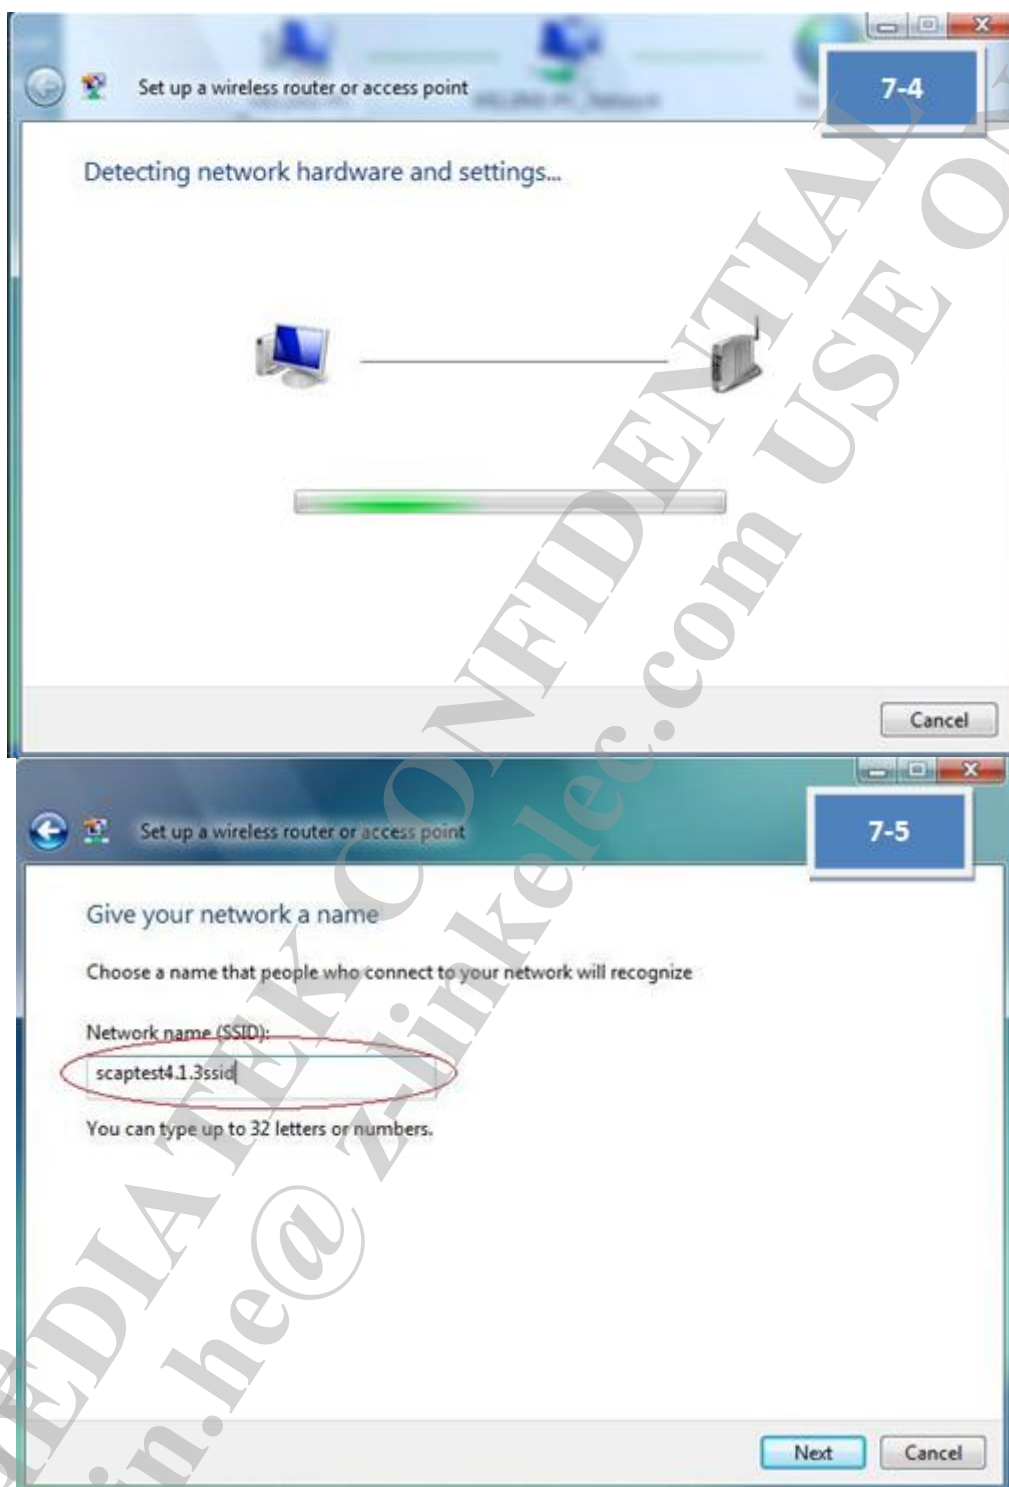 Set up a wireless router or access point
7-4
Detecting network hardware and settings...
Cancel
Set up a wireless router or access point
7-5
Give your network a name
Choose a name that people who connect to your network will recognize
Network name (SSID):
scaptest4.1.3ssid
You can type up to 32 letters or numbers.
Next
Cancel
MEDIATEK CONFIDENTIAL
in.he@z-linkelec.com USE ON